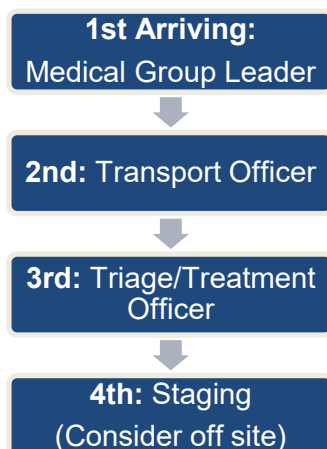 1st Arriving:
Medical Group Leader
2nd: Transport Officer
3rd: Triage/Treatment
Officer
4th: Staging
(Consider off site)